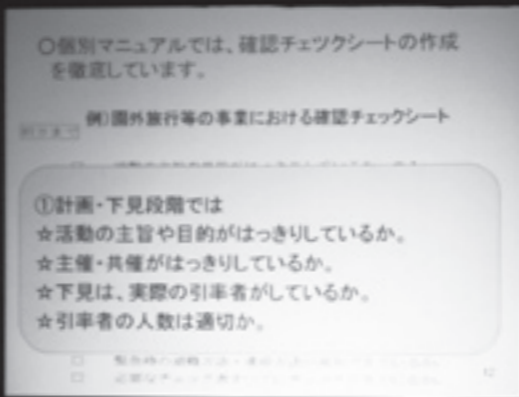 〇個別マニュアルでは、確認チェツクシートの作成
を徹底しています。
例)園外旅行等の事業における確認チェックシート
①計画・下見段階では
☆活動の主旨や目的がはっきりしているか。
☆主催・共催がはっきりしているか。
☆下見は、実際の引率者がしているか。
☆引率者の人数は適切か。
12